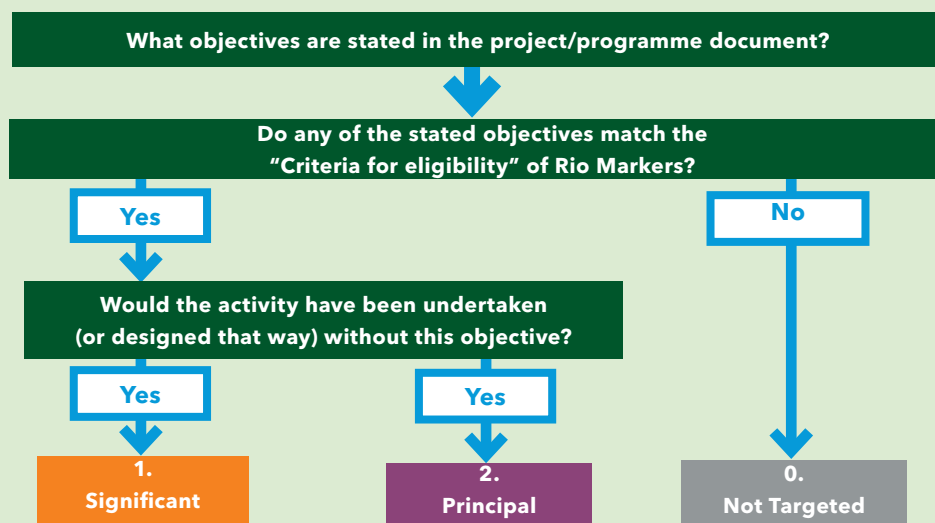 What objectives are stated in the project/programme document?
Do any of the stated objectives match the
“Criteria for eligibility” of Rio Markers?
Yes
No
Would the activity have been undertaken
(or designed that way) without this objective?
Yes
Yes
1.
Significant
2.
Principal
0.
Not Targeted